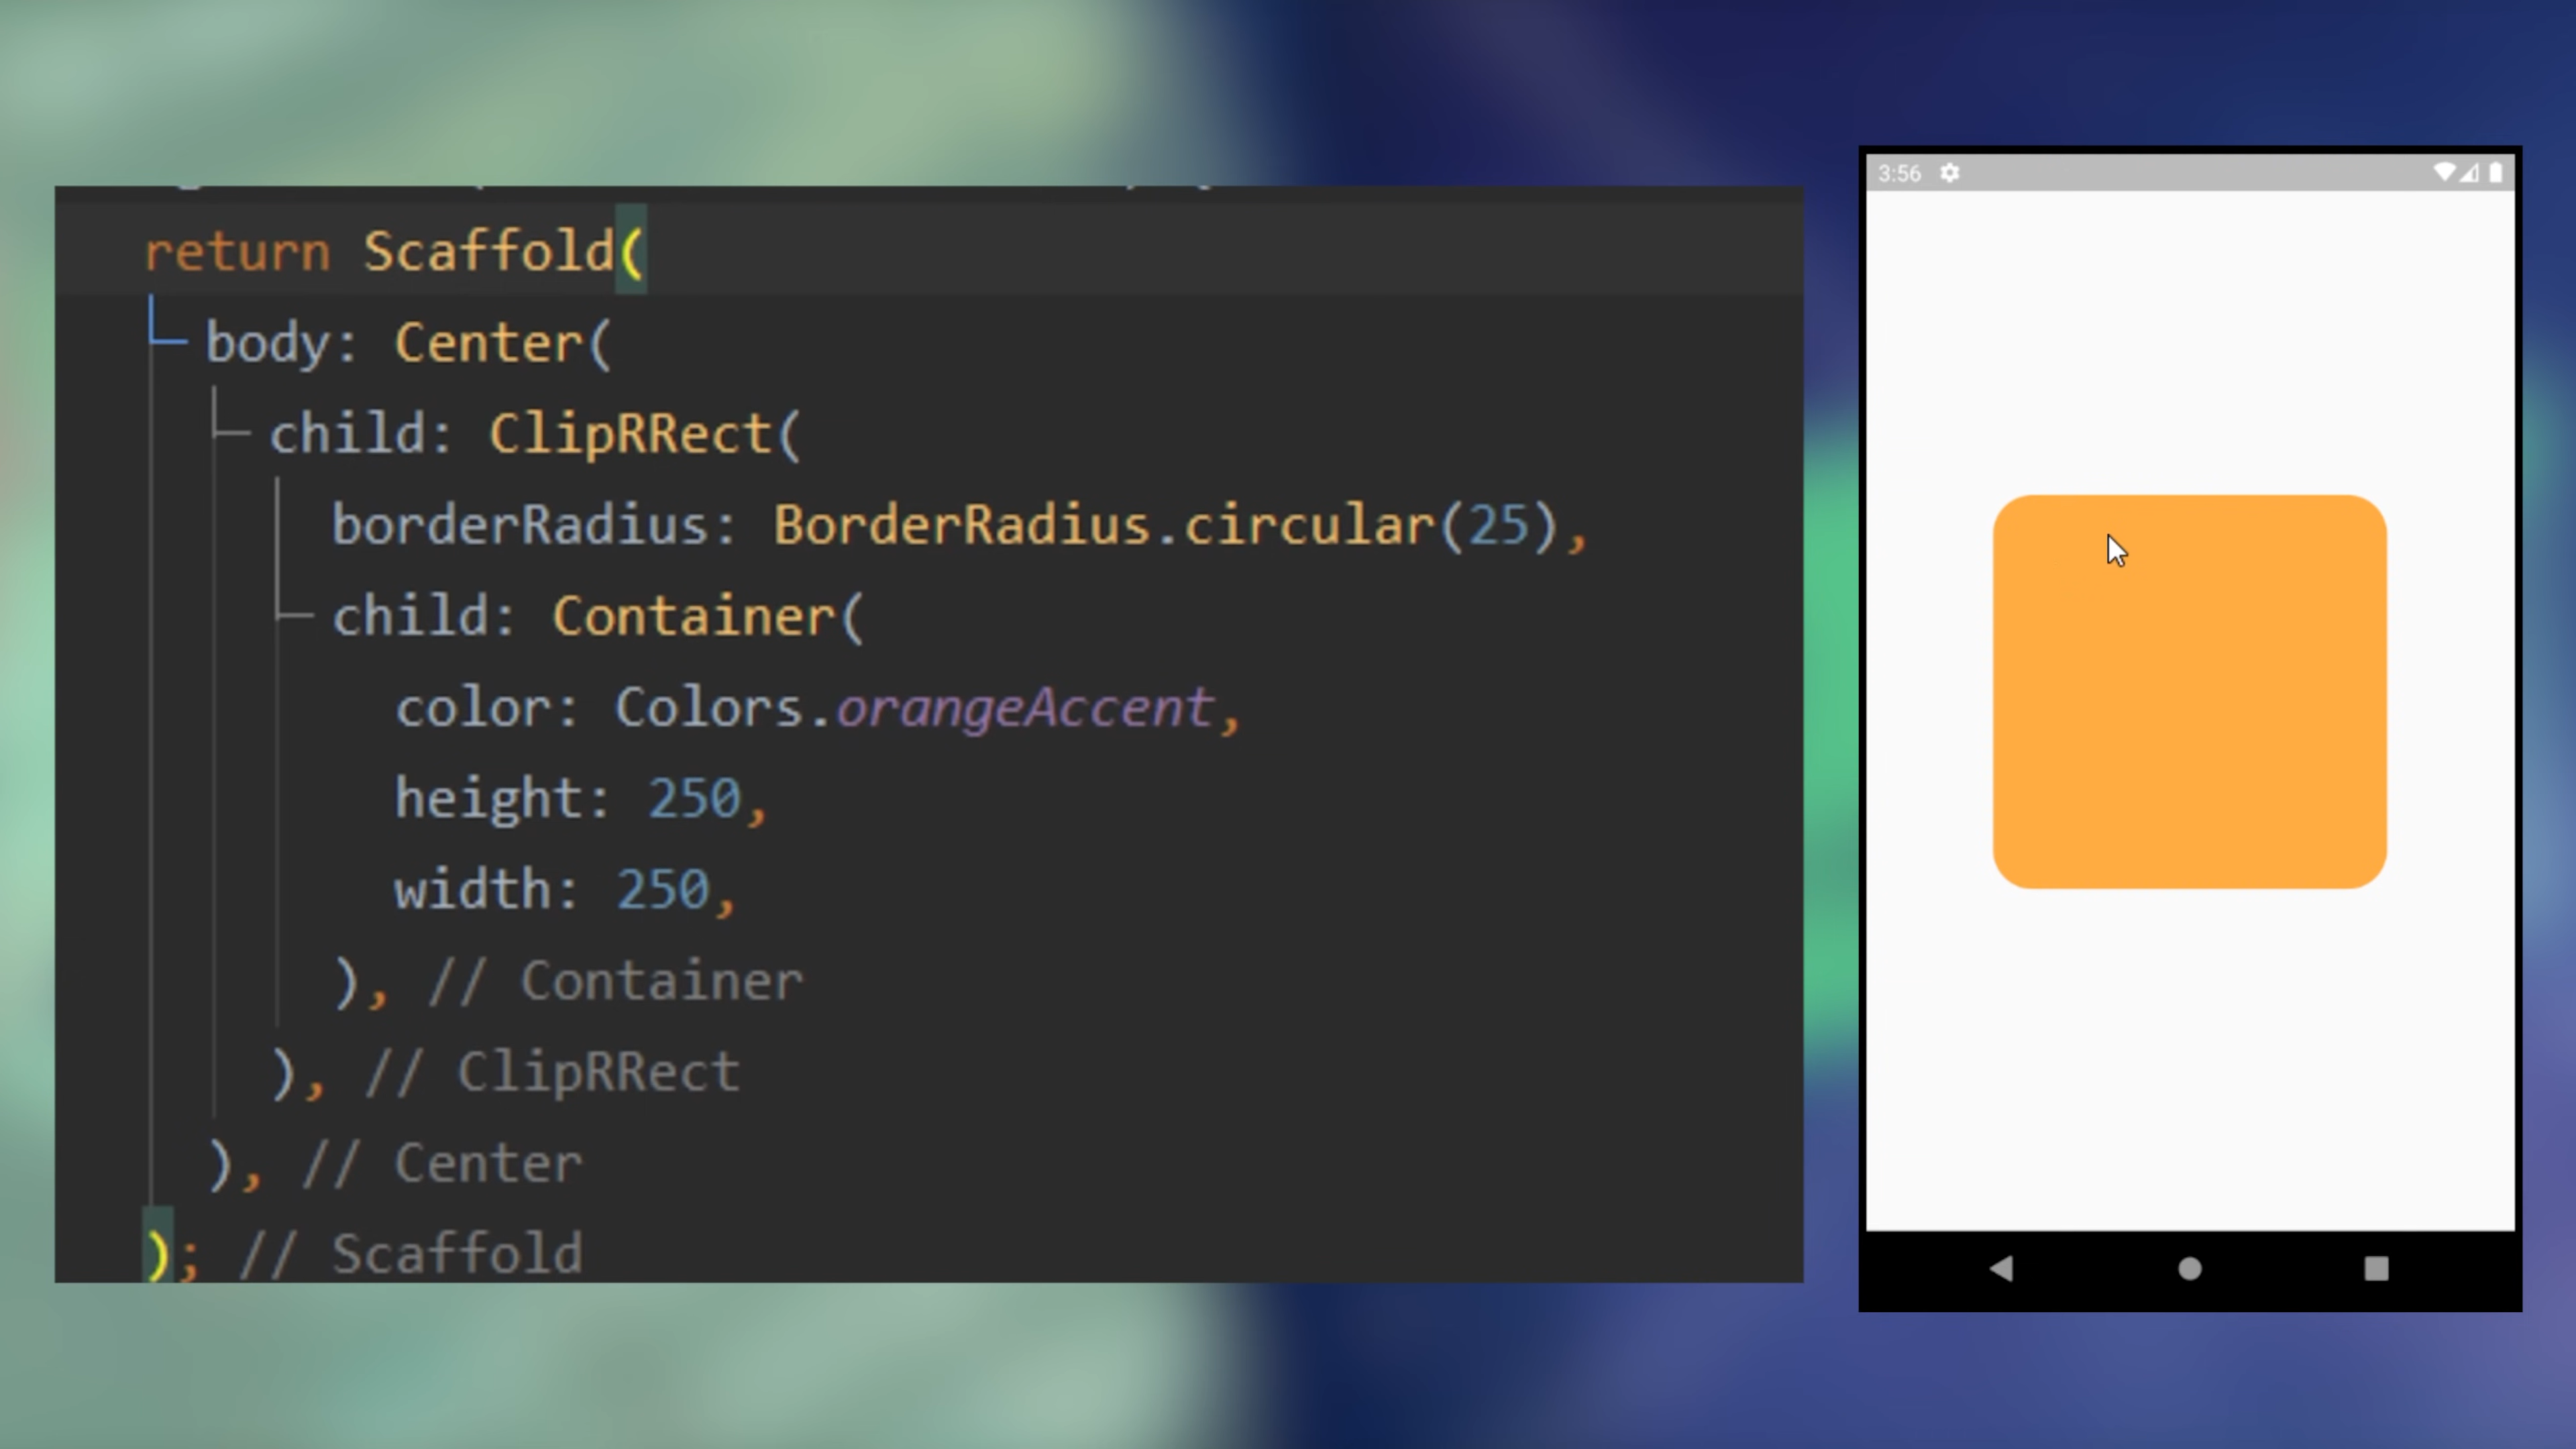 return Scaffold(
body: Center(
child: ClipRRect(
borderRadius: BorderRadius.circular(25),
child: Container(
color: Colors.orangeAccent,
height: 250,
width: 250,
), // Container
), // ClipRRect
), // Center
); // Scaffold
3:56